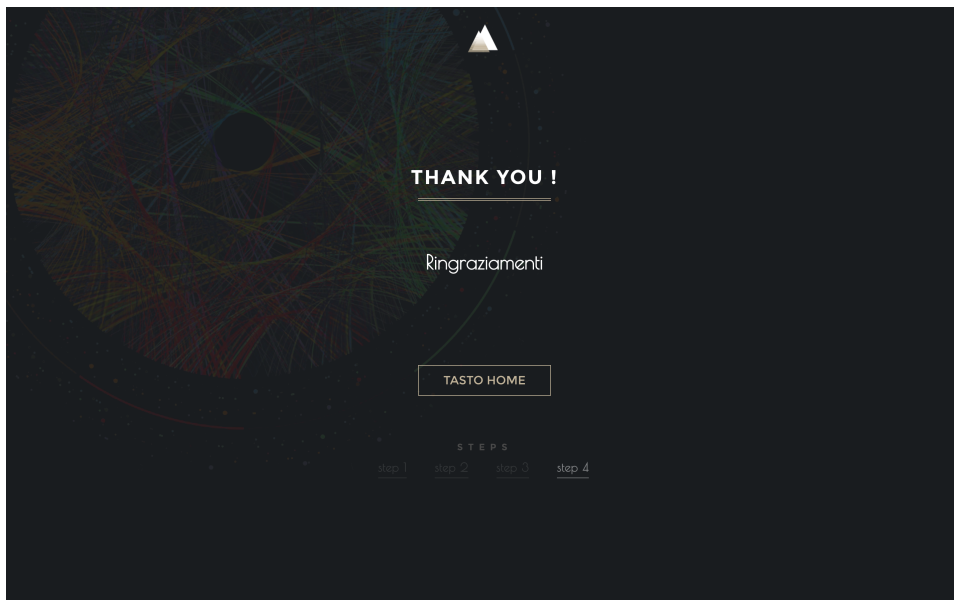 THANK YOU !
Ringraziamenti
TASTO HOME
STEPS
step 1 step 2 step 3 step 4